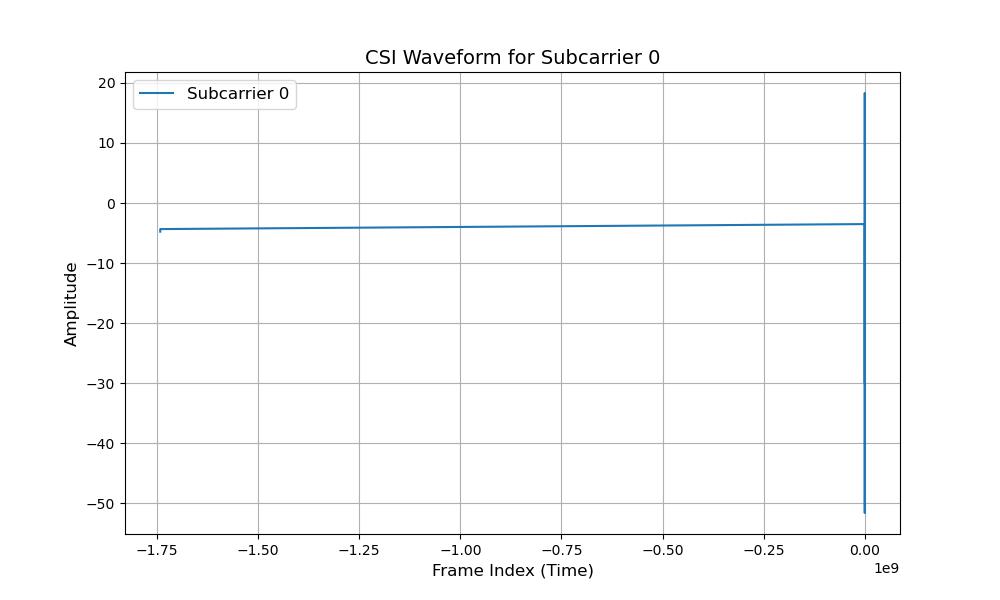 CSI Waveform for Subcarrier 0
Subcarrier 0
Amplitude
20
10
0
−10
−20
−30
−40
−50
−1.75 −1.50 −1.25 −1.00 −0.75 −0.50 −0.25 0.00
1e9
Frame Index (Time)